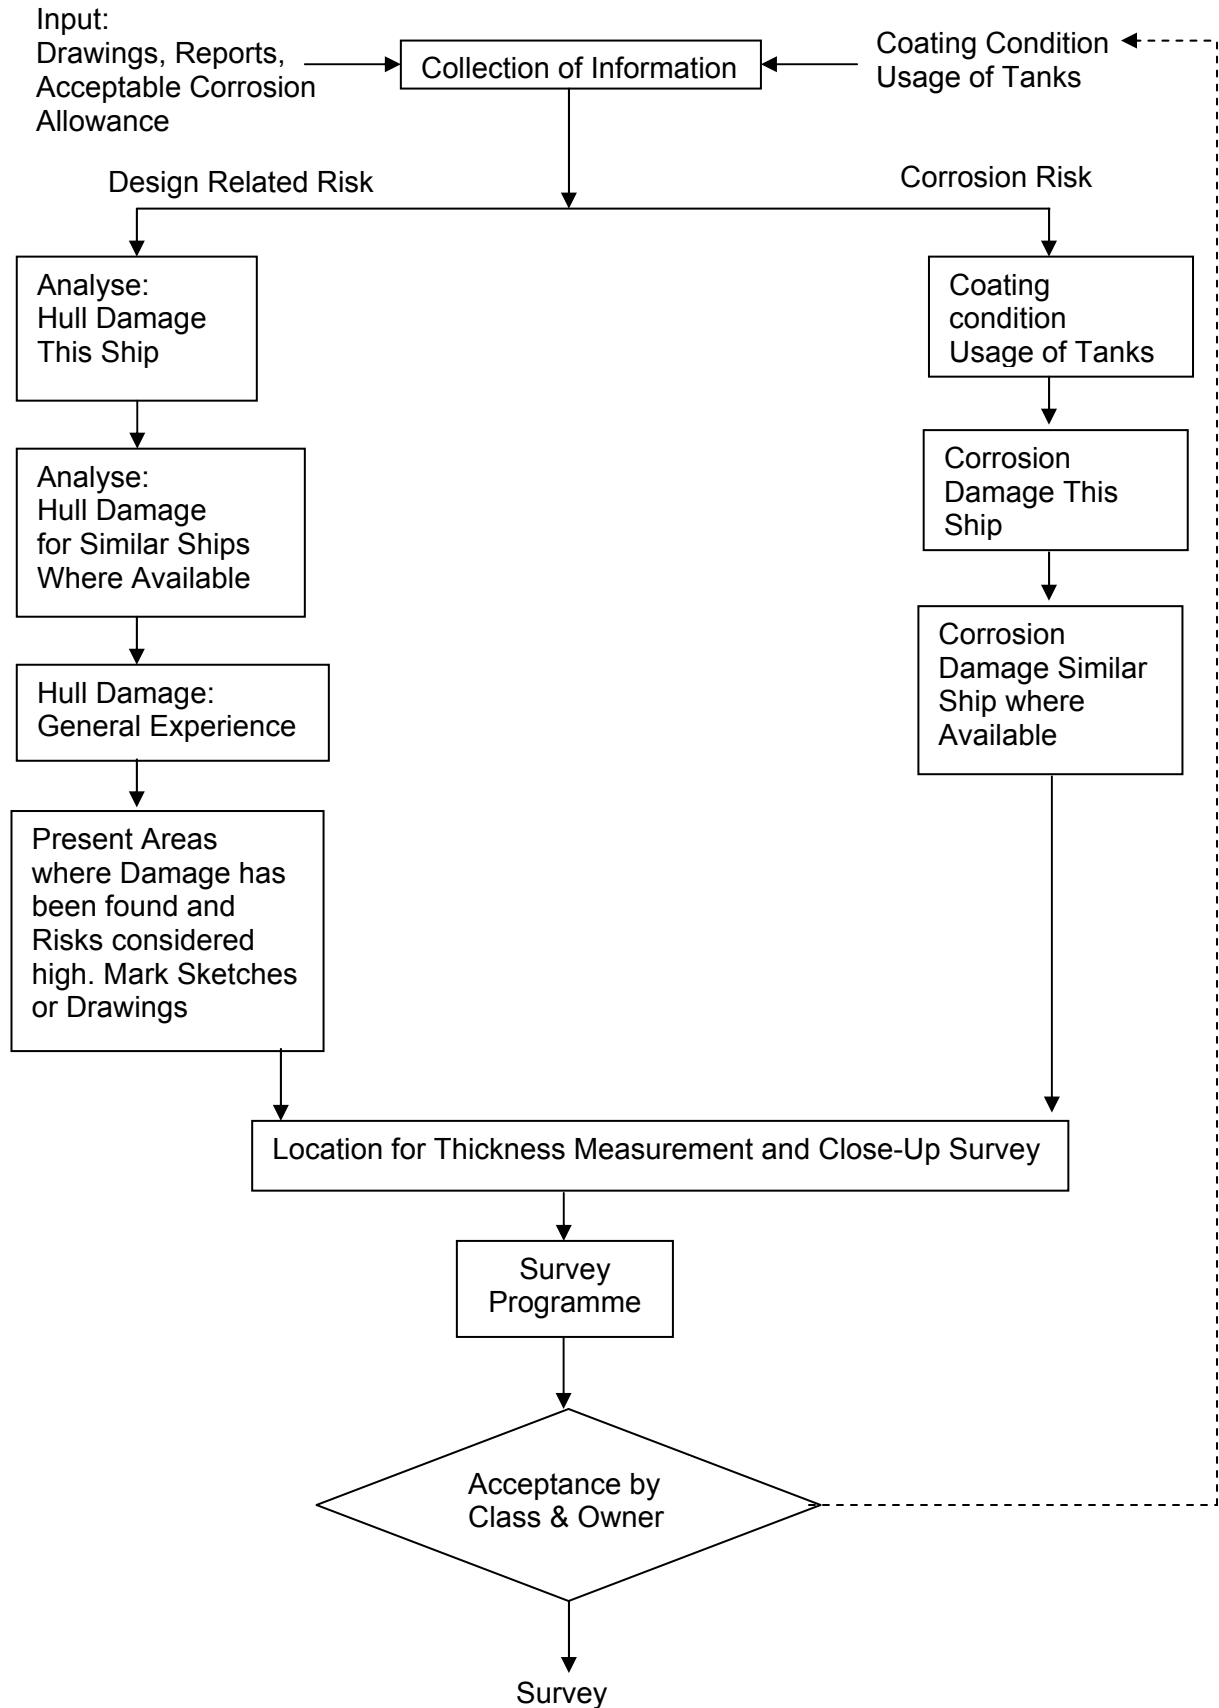 Input:
Drawings, Reports,
Acceptable Corrosion
Allowance
Collection of Information
Coating Condition
Usage of Tanks
Design Related Risk
Corrosion Risk
Analyse:
Hull Damage
This Ship
Analyse:
Hull Damage
for Similar Ships
Where Available
Hull Damage:
General Experience
Present Areas
where Damage has
been found and
Risks considered
high. Mark Sketches
or Drawings
Coating
condition
Usage of Tanks
Corrosion
Damage This
Ship
Corrosion
Damage Similar
Ship where
Available
Location for Thickness Measurement and Close-Up Survey
Survey
Programme
Acceptance by
Class & Owner
Survey